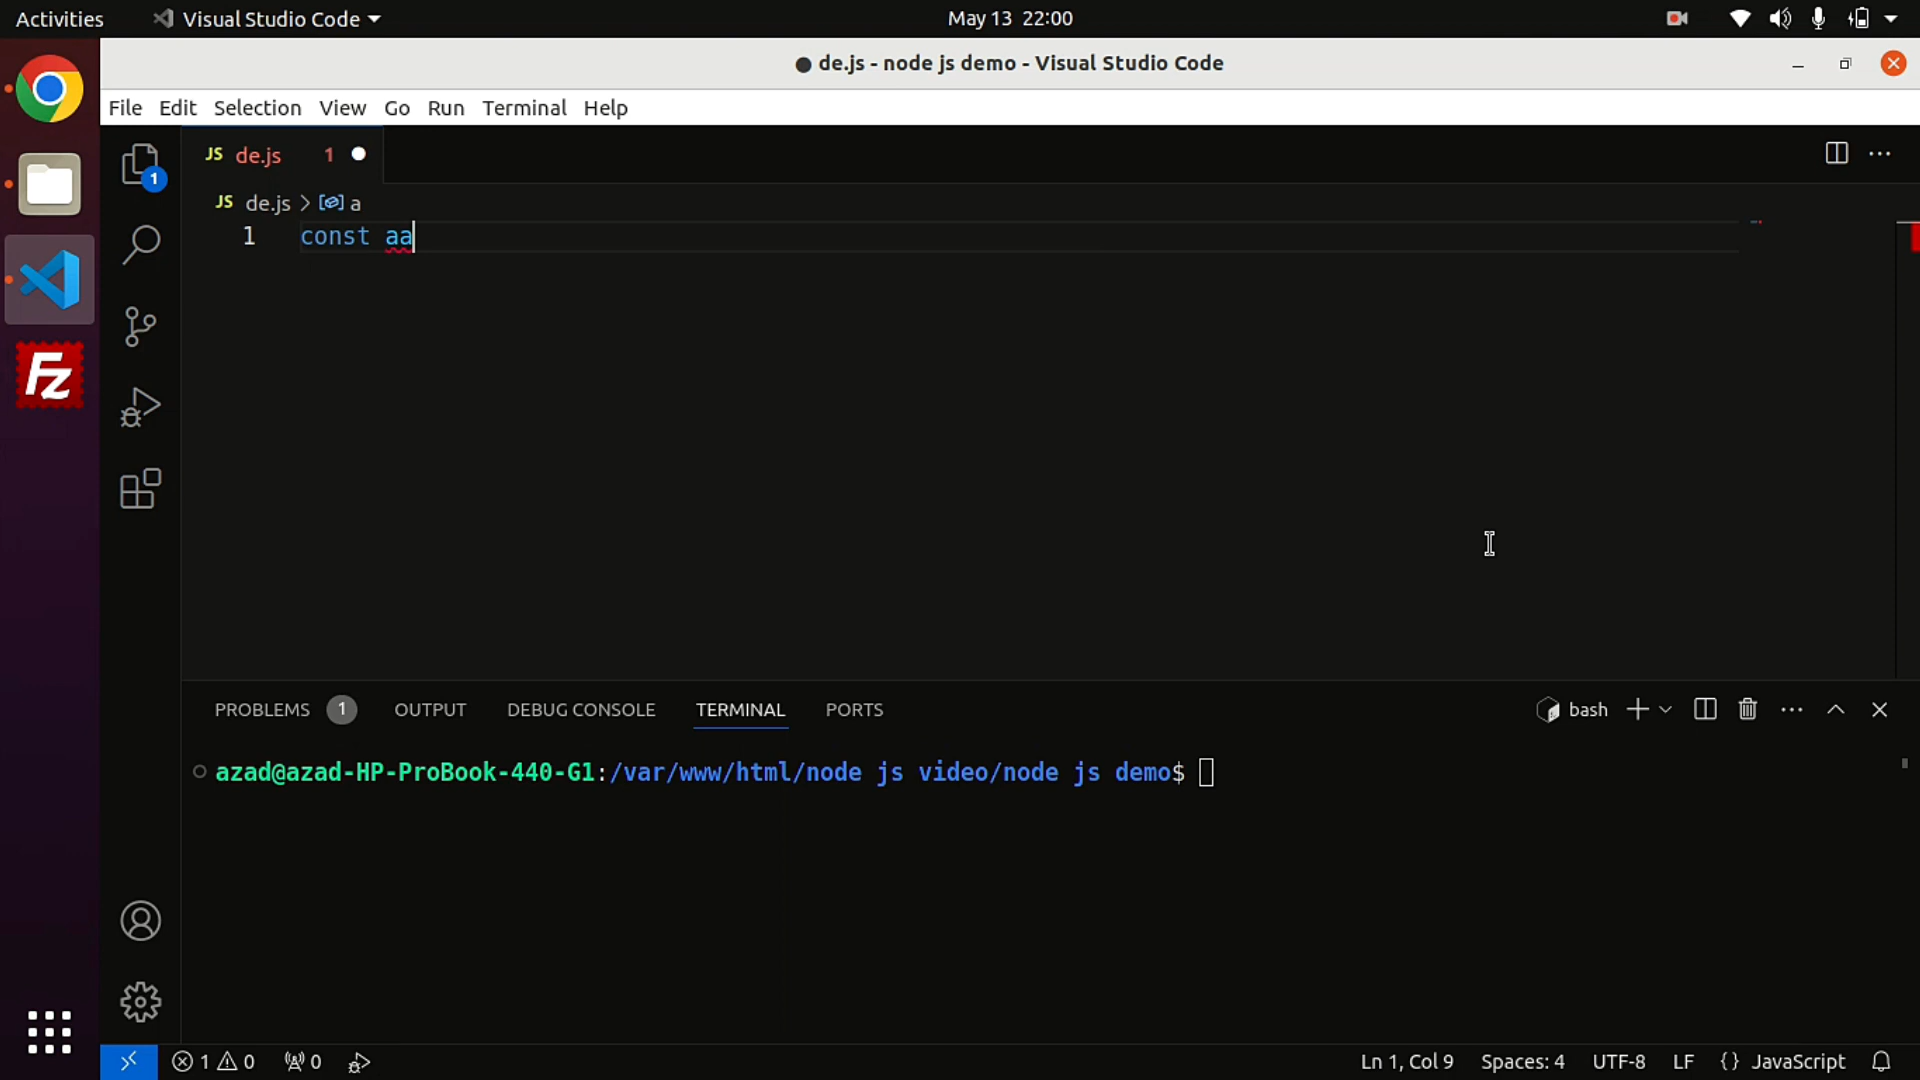 Activities Visual Studio Code May 13 22:00
de.js - node js demo - Visual Studio Code
File Edit Selection View Go Run Terminal Help
JS de.js 1
1
JS de.js > a
1 const aa
Fz
PROBLEMS 1 OUTPUT DEBUG CONSOLE TERMINAL PORTS bash
azad@azad-HP-ProBook-440-G1:/var/www/html/node js video/node js demo$
1 0 0 Ln 1, Col 9 Spaces: 4 UTF-8 LF {} JavaScript